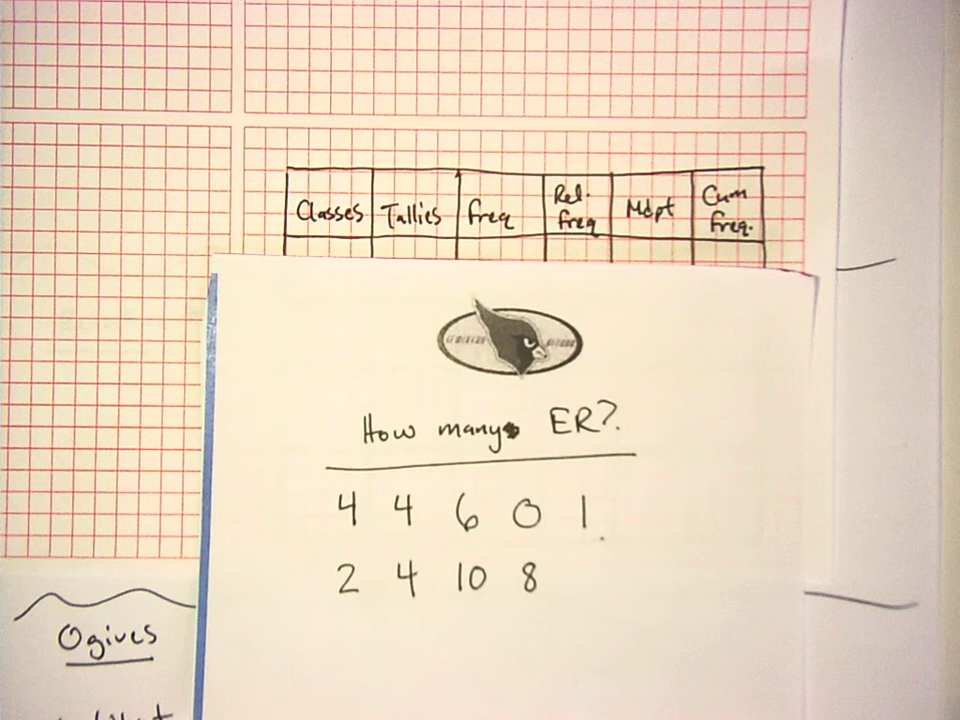 Classes Tallies freq Rel. freq Mdpt Cum freq.
How many ER?
4 4 6 0 1
2 4 10 8
Ogives